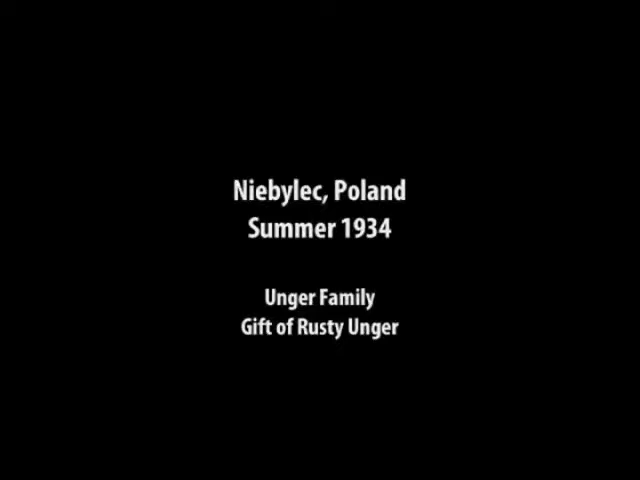 Niebylec, Poland
Summer 1934
Unger Family
Gift of Rusty Unger